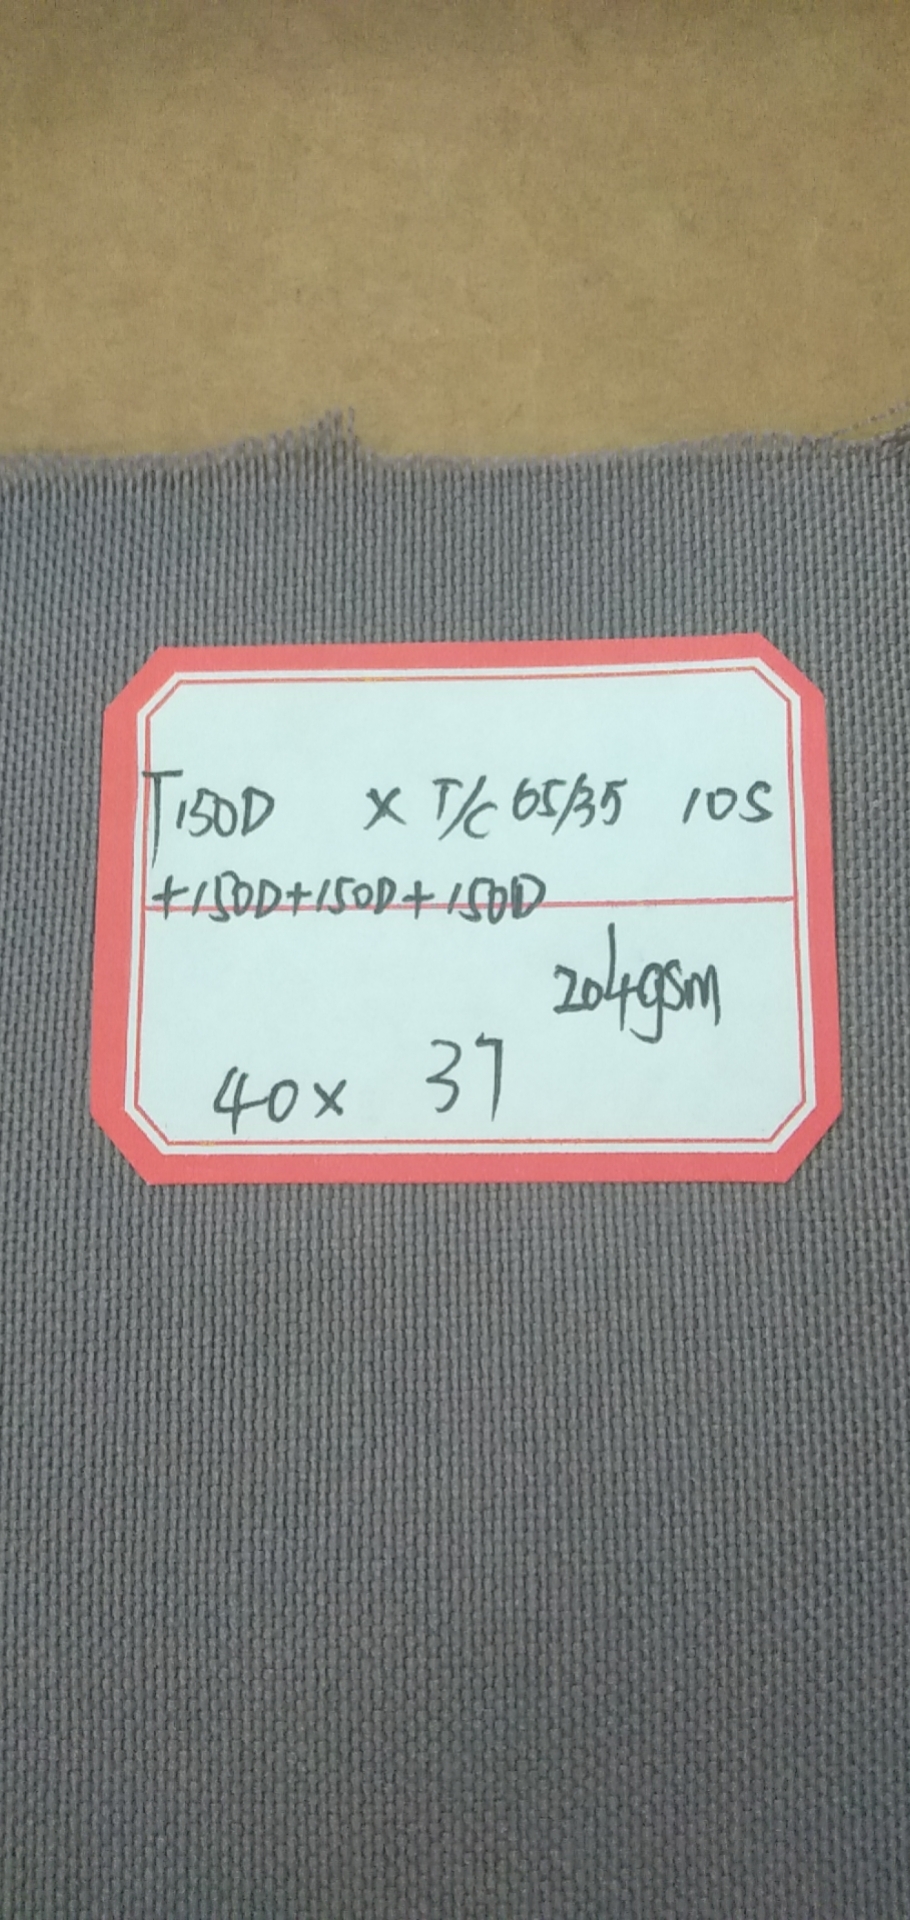 T150D × T/C 65/35 10S
+150D+150D+150D
204gsm
40× 37